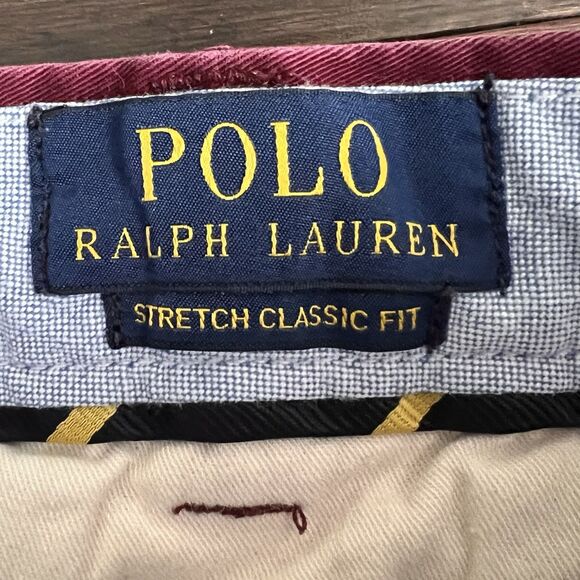 POLO
RALPH LAUREN
STRETCH CLASSIC FIT